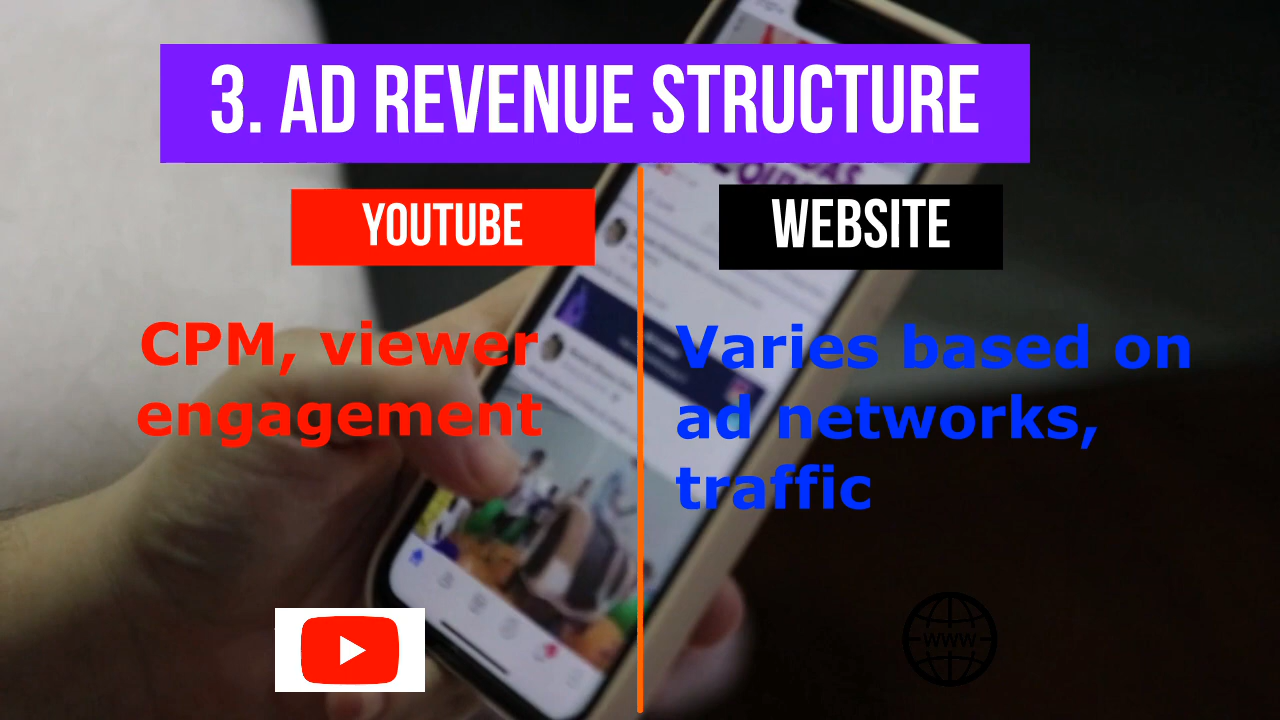 3. AD REVENUE STRUCTURE
YOUTUBE
WEBSITE
CPM, viewer
engagement
Varies based on
ad networks,
traffic
WWW